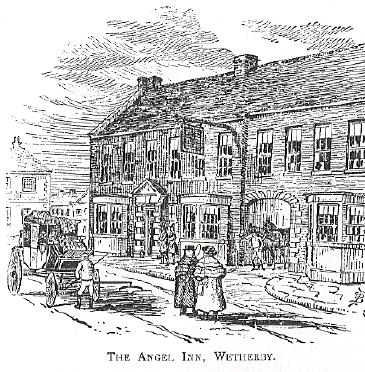 The Angel Inn, Wetherby.